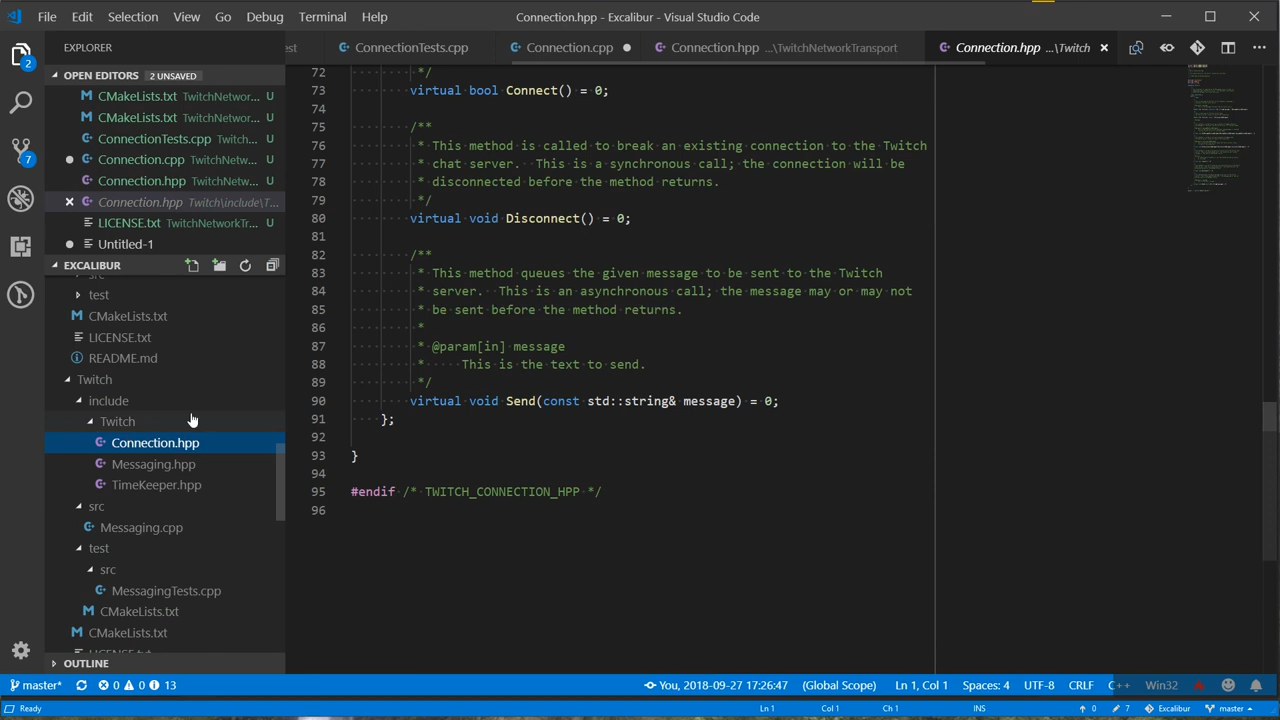 File Edit Selection View Go Debug Terminal Help Connection.hpp - Excalibur - Visual Studio Code
EXPLORER
est ConnectionTests.cpp Connection.cpp Connection.hpp ...\TwitchNetworkTransport Connection.hpp ...\Twitch
OPEN EDITORS 2 UNSAVED
CMakeLists.txt TwitchNetwor... U
CMakeLists.txt TwitchNetwor... U
ConnectionTests.cpp Twitch... U
Connection.cpp TwitchNetw... U
Connection.hpp TwitchNetw... U
Connection.hpp Twitch\include\T...
LICENSE.txt TwitchNetworkTr... U
Untitled-1
EXCALIBUR
src
test
CMakeLists.txt
LICENSE.txt
README.md
Twitch
include
Twitch
Connection.hpp
Messaging.hpp
TimeKeeper.hpp
src
Messaging.cpp
test
src
MessagingTests.cpp
CMakeLists.txt
CMakeLists.txt
LICENSE.txt
OUTLINE
2
7
72 */
73 virtual bool Connect() = 0;
74
75 /**
76 * This method is called to break an existing connection to the Twitch
77 * chat server. This is asynchronous call; the connection will be
78 * disconnected before the method returns.
79 */
80 virtual void Disconnect() = 0;
81
82 /**
83 * This method queues the given message to be sent to the Twitch
84 * server. This is an asynchronous call; the message may or may not
85 * be sent before the method returns.
86 *
87 * @param[in] message
88 * This is the text to send.
89 */
90 virtual void Send(const std::string& message) = 0;
91 };
92
93 }
94
95 #endif /* TWITCH_CONNECTION_HPP */
96
master* 0 0 13 You, 2018-09-27 17:26:47 (Global Scope) Ln 1, Col 1 Spaces: 4 UTF-8 CRLF C++ Win32
Ready Ln 1 Col 1 Ch 1 INS 0 7 Excalibur master